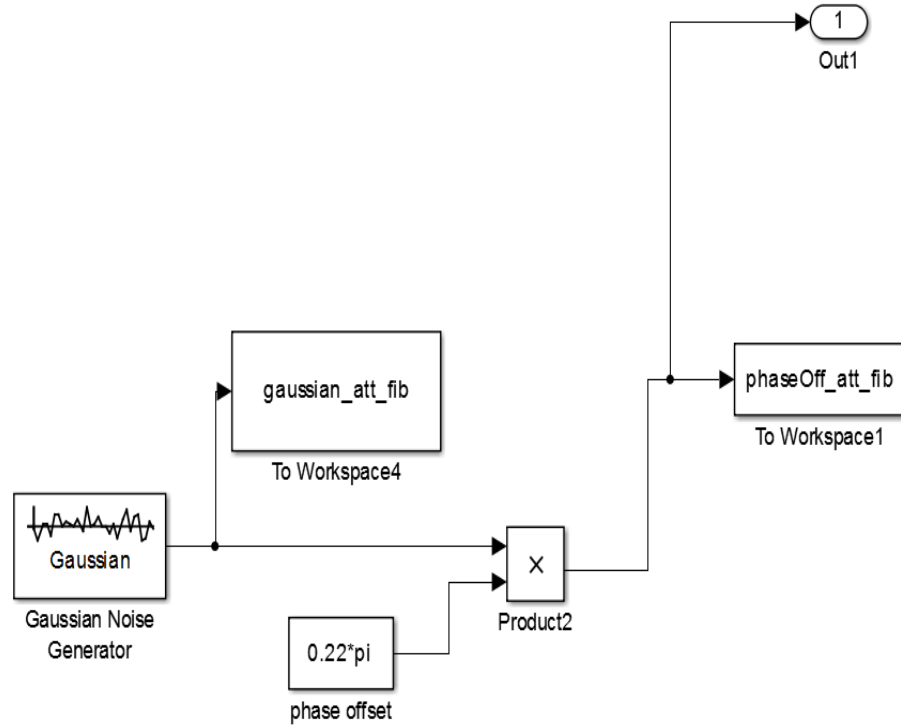 1
Out1
gaussian_att_fib
To Workspace4
phaseOff_att_fib
To Workspace1
Gaussian
Gaussian Noise
Generator
×
Product2
0.22*pi
phase offset